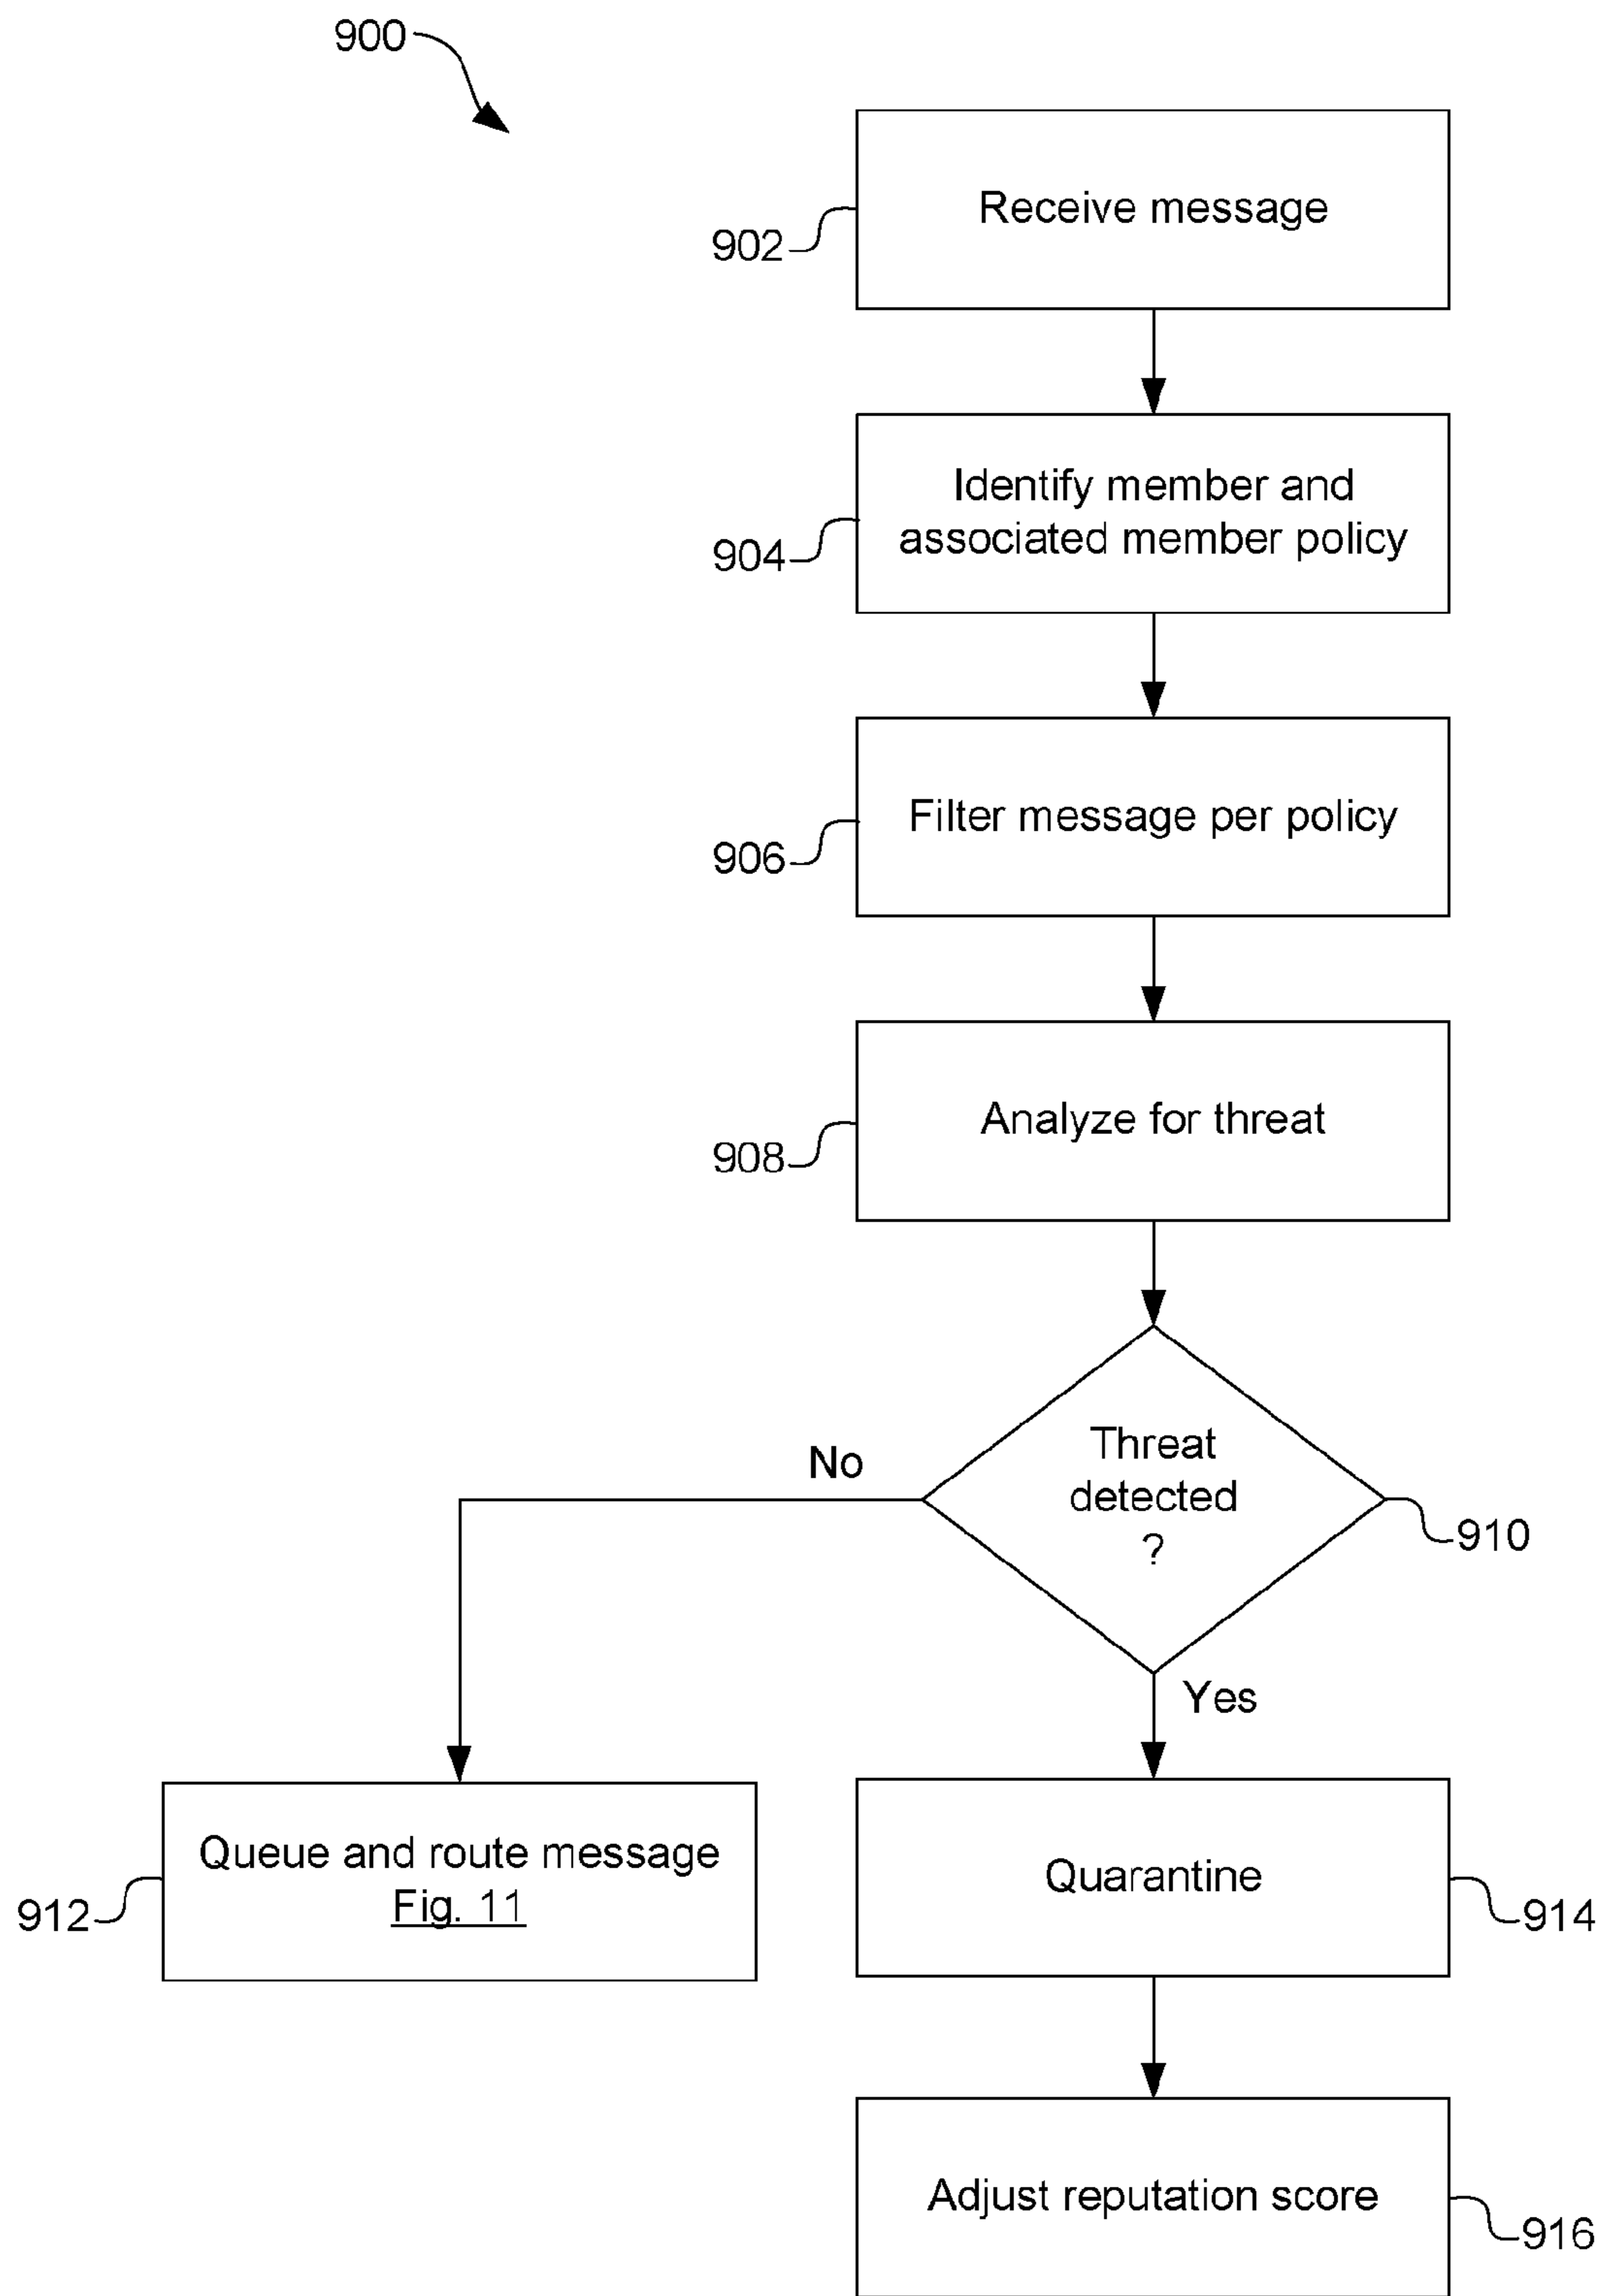 900
Receive message
902
Identify member and
associated member policy
904
Filter message per policy
906
Analyze for threat
908
Threat
detected
?
No
910
Yes
Queue and route message
Fig. 11
912
Quarantine
914
Adjust reputation score
916